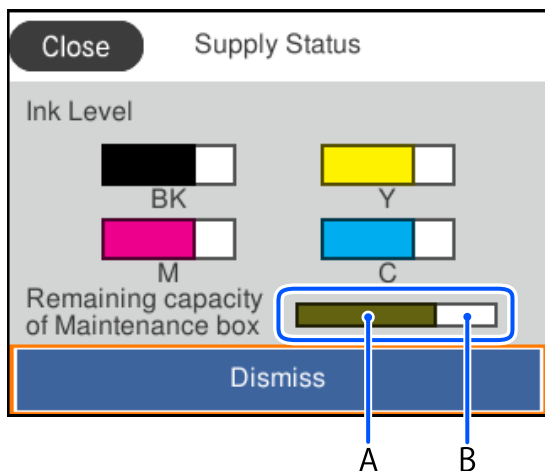 Close
Supply Status
Ink Level
BK
Y
M
C
Remaining capacity
of Maintenance box
Dismiss
A
B